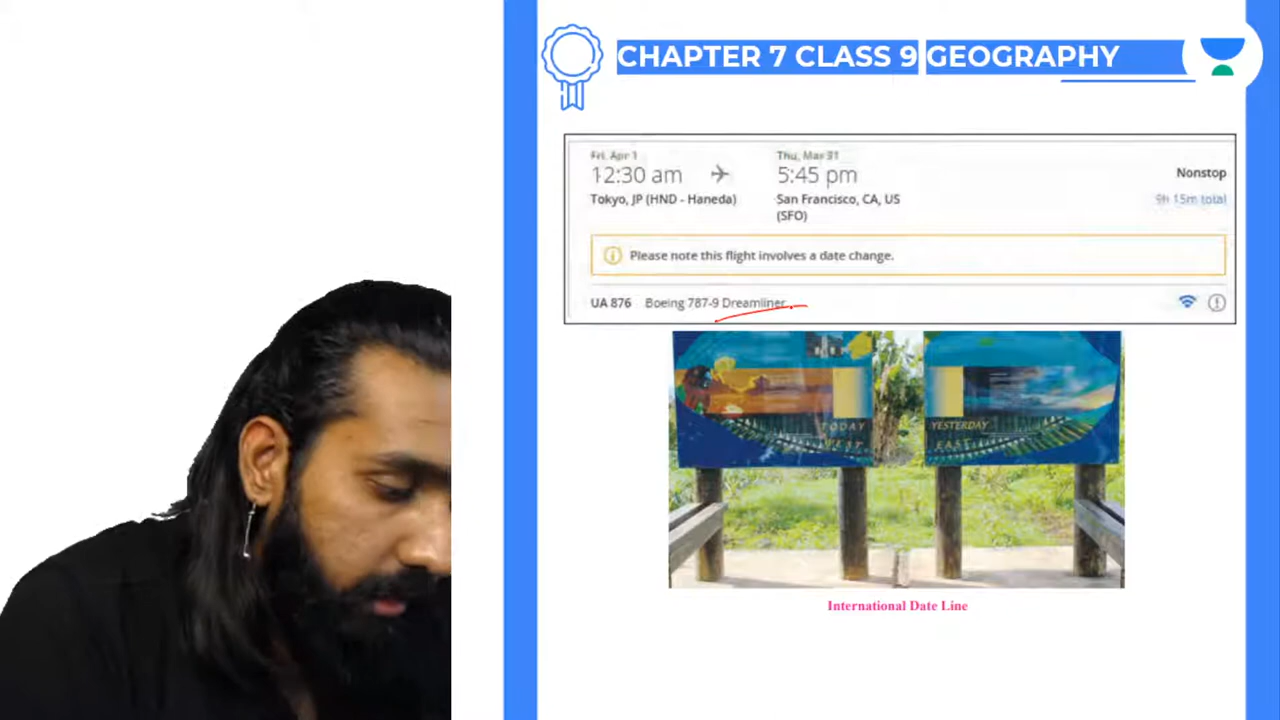 CHAPTER 7 CLASS 9 GEOGRAPHY
Fri, Apr 1
12:30 am
Tokyo, JP (HND - Haneda)
Thu, Mar 31
5:45 pm
San Francisco, CA, US
(SFO)
Nonstop
9h 15m total
Please note this flight involves a date change.
UA 876 Boeing 787-9 Dreamliner
TODAY
WEST
YESTERDAY
EAST
International Date Line